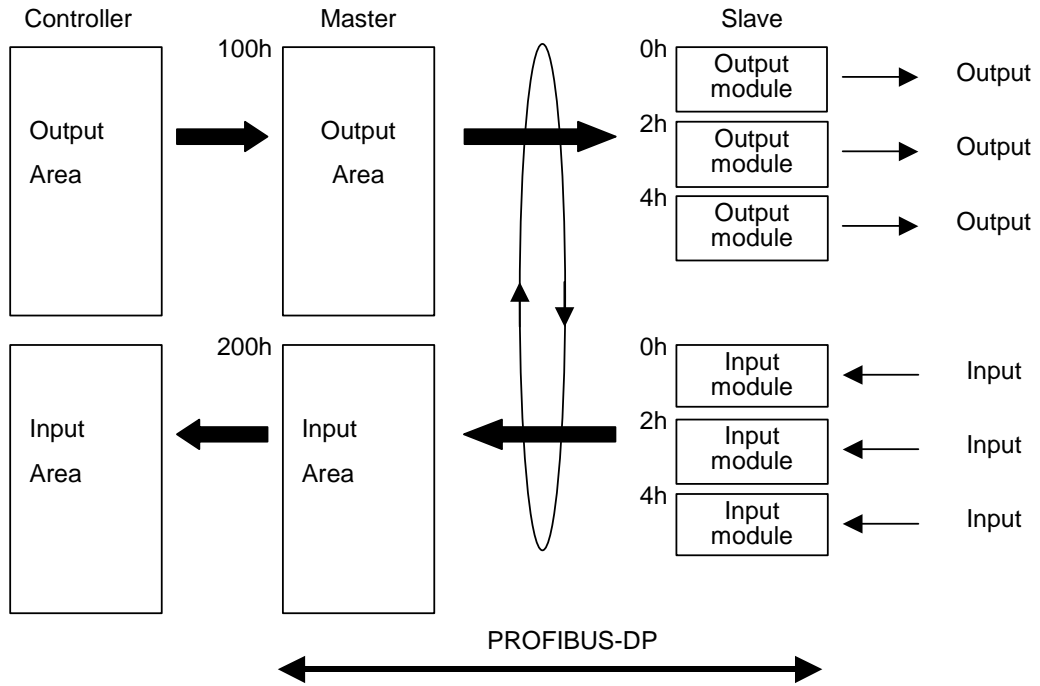 Controller
Master
Slave
100h
0h
Output
module
Output
Output
Area
Output
Area
2h
Output
module
Output
4h
Output
module
Output
200h
0h
Input
module
Input
Input
Area
Input
Area
2h
Input
module
Input
4h
Input
module
Input
PROFIBUS-DP